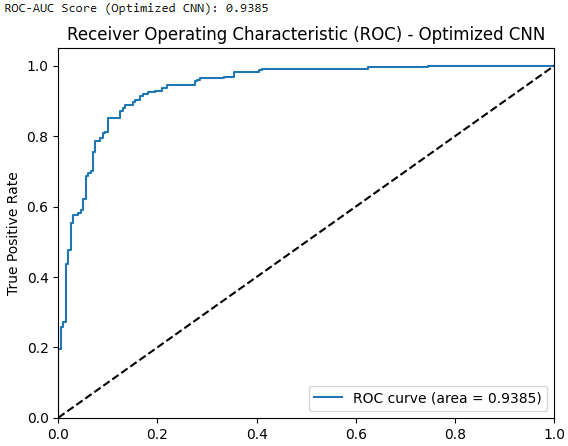 ROC-AUC Score (Optimized CNN): 0.9385
Receiver Operating Characteristic (ROC) - Optimized CNN
1.0
0.8
0.6
0.4
0.2
0.0
True Positive Rate
ROC curve (area = 0.9385)
0.0 0.2 0.4 0.6 0.8 1.0